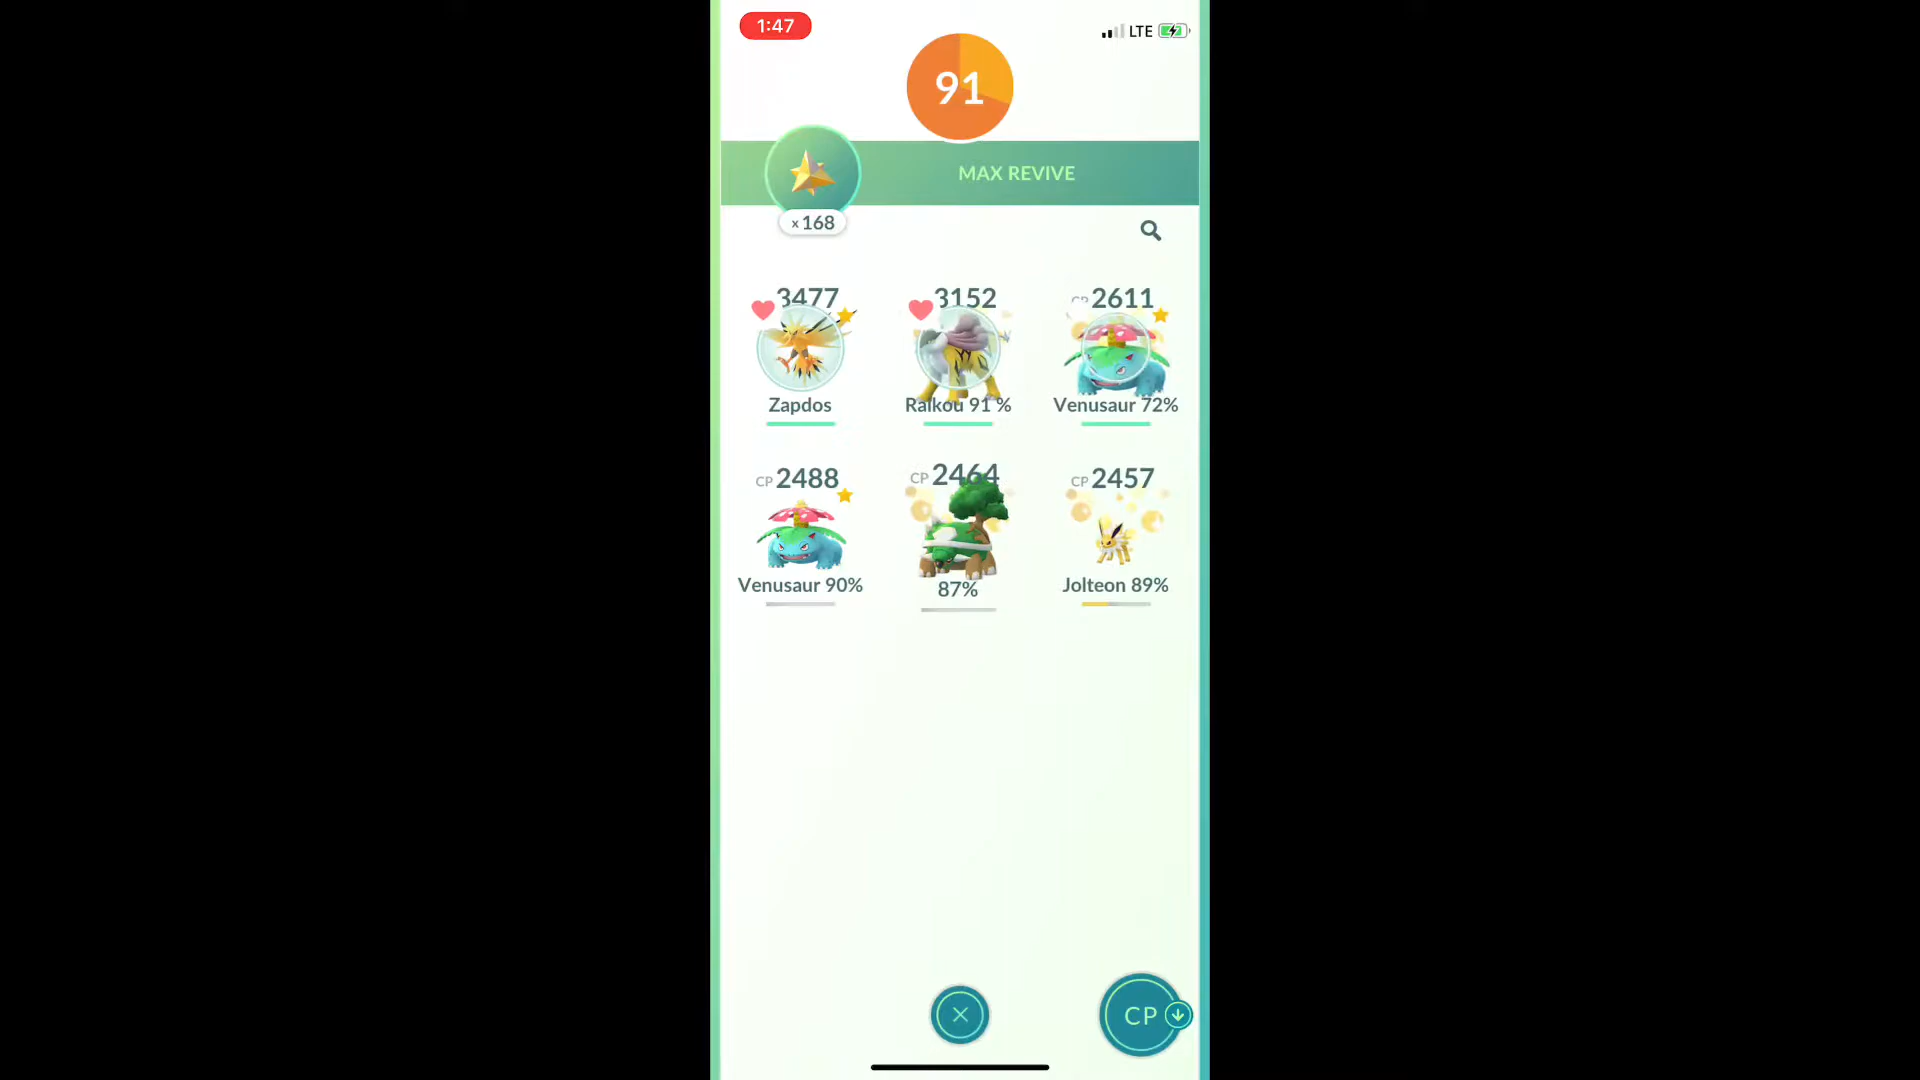 1:47
LTE
91
MAX REVIVE
×168
3477
3152
CP 2611
Zapdos
Raikou 91 %
Venusaur 72%
CP 2488
CP 2464
CP 2457
Venusaur 90%
87%
Jolteon 89%
CP